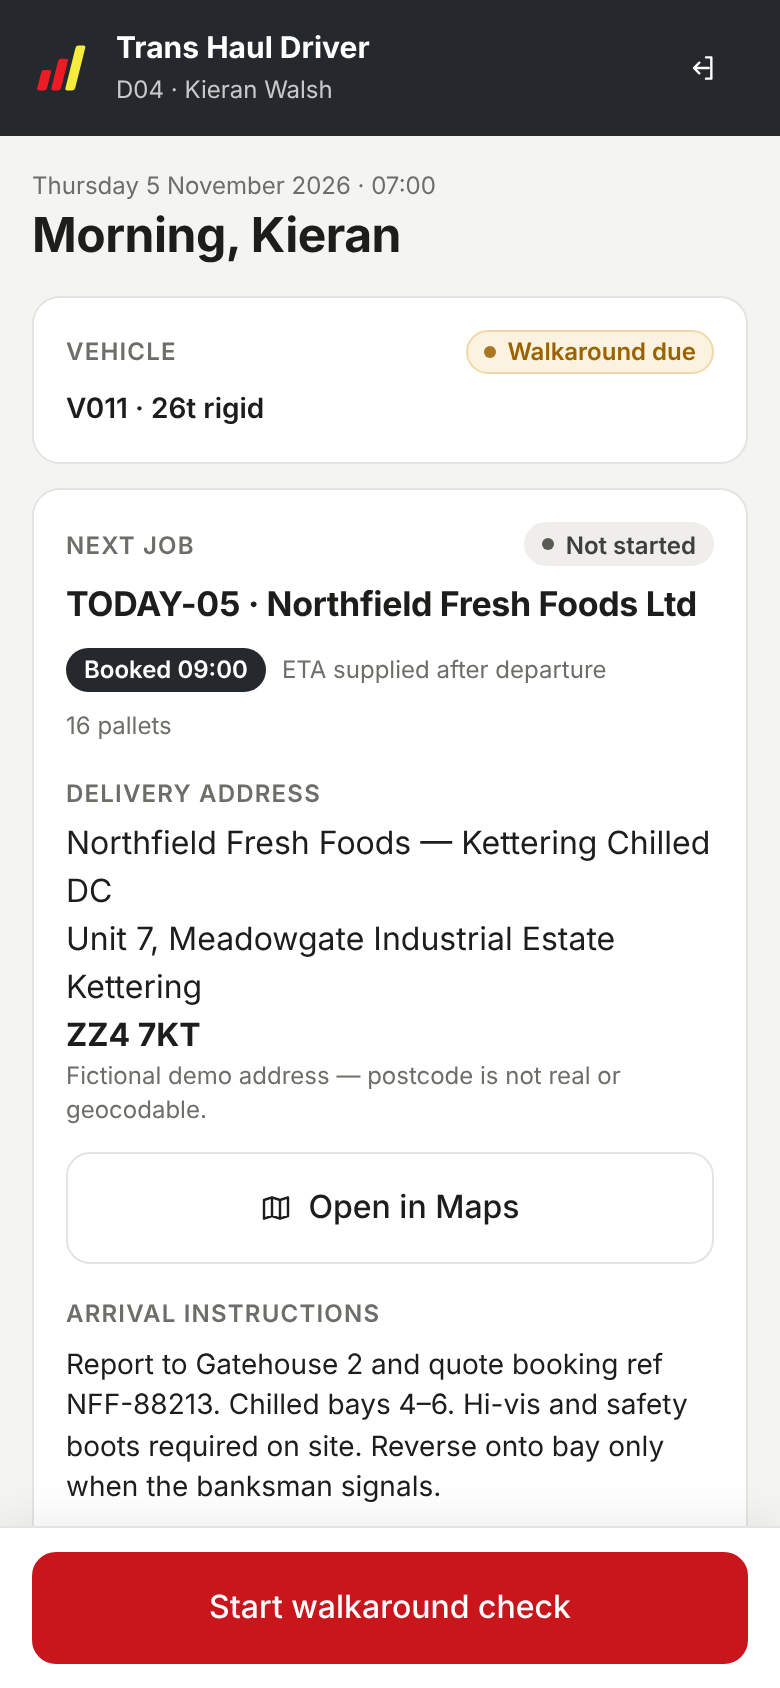 Trans Haul Driver
D04 · Kieran Walsh
Thursday 5 November 2026 · 07:00
Morning, Kieran
VEHICLE
Walkaround due
V011 · 26t rigid
NEXT JOB
Not started
TODAY-05 · Northfield Fresh Foods Ltd
Booked 09:00
ETA supplied after departure
16 pallets
DELIVERY ADDRESS
Northfield Fresh Foods — Kettering Chilled
DC
Unit 7, Meadowgate Industrial Estate
Kettering
ZZ4 7KT
Fictional demo address — postcode is not real or
geocodable.
Open in Maps
ARRIVAL INSTRUCTIONS
Report to Gatehouse 2 and quote booking ref
NFF-88213. Chilled bays 4–6. Hi-vis and safety
boots required on site. Reverse onto bay only
when the banksman signals.
Start walkaround check